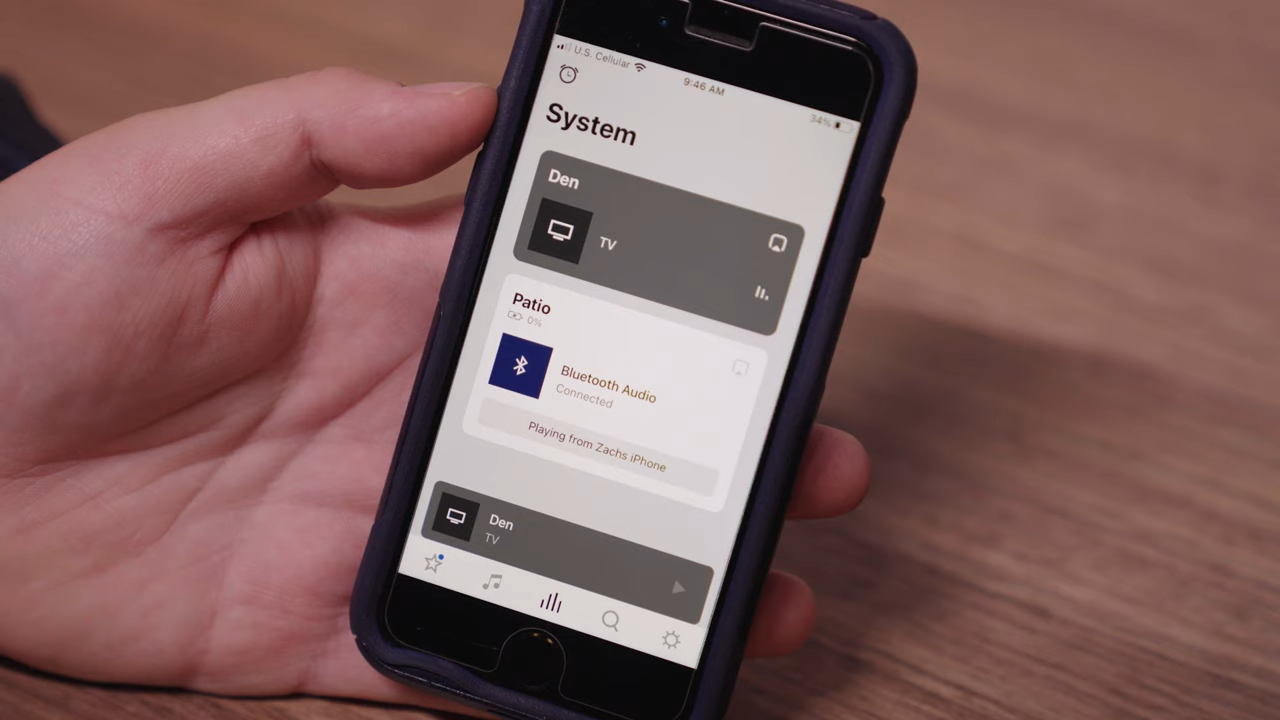 U.S. Cellular
9:46 AM
34%
System
Den
TV
Patio
0%
Bluetooth Audio
Connected
Playing from Zachs iPhone
Den
TV